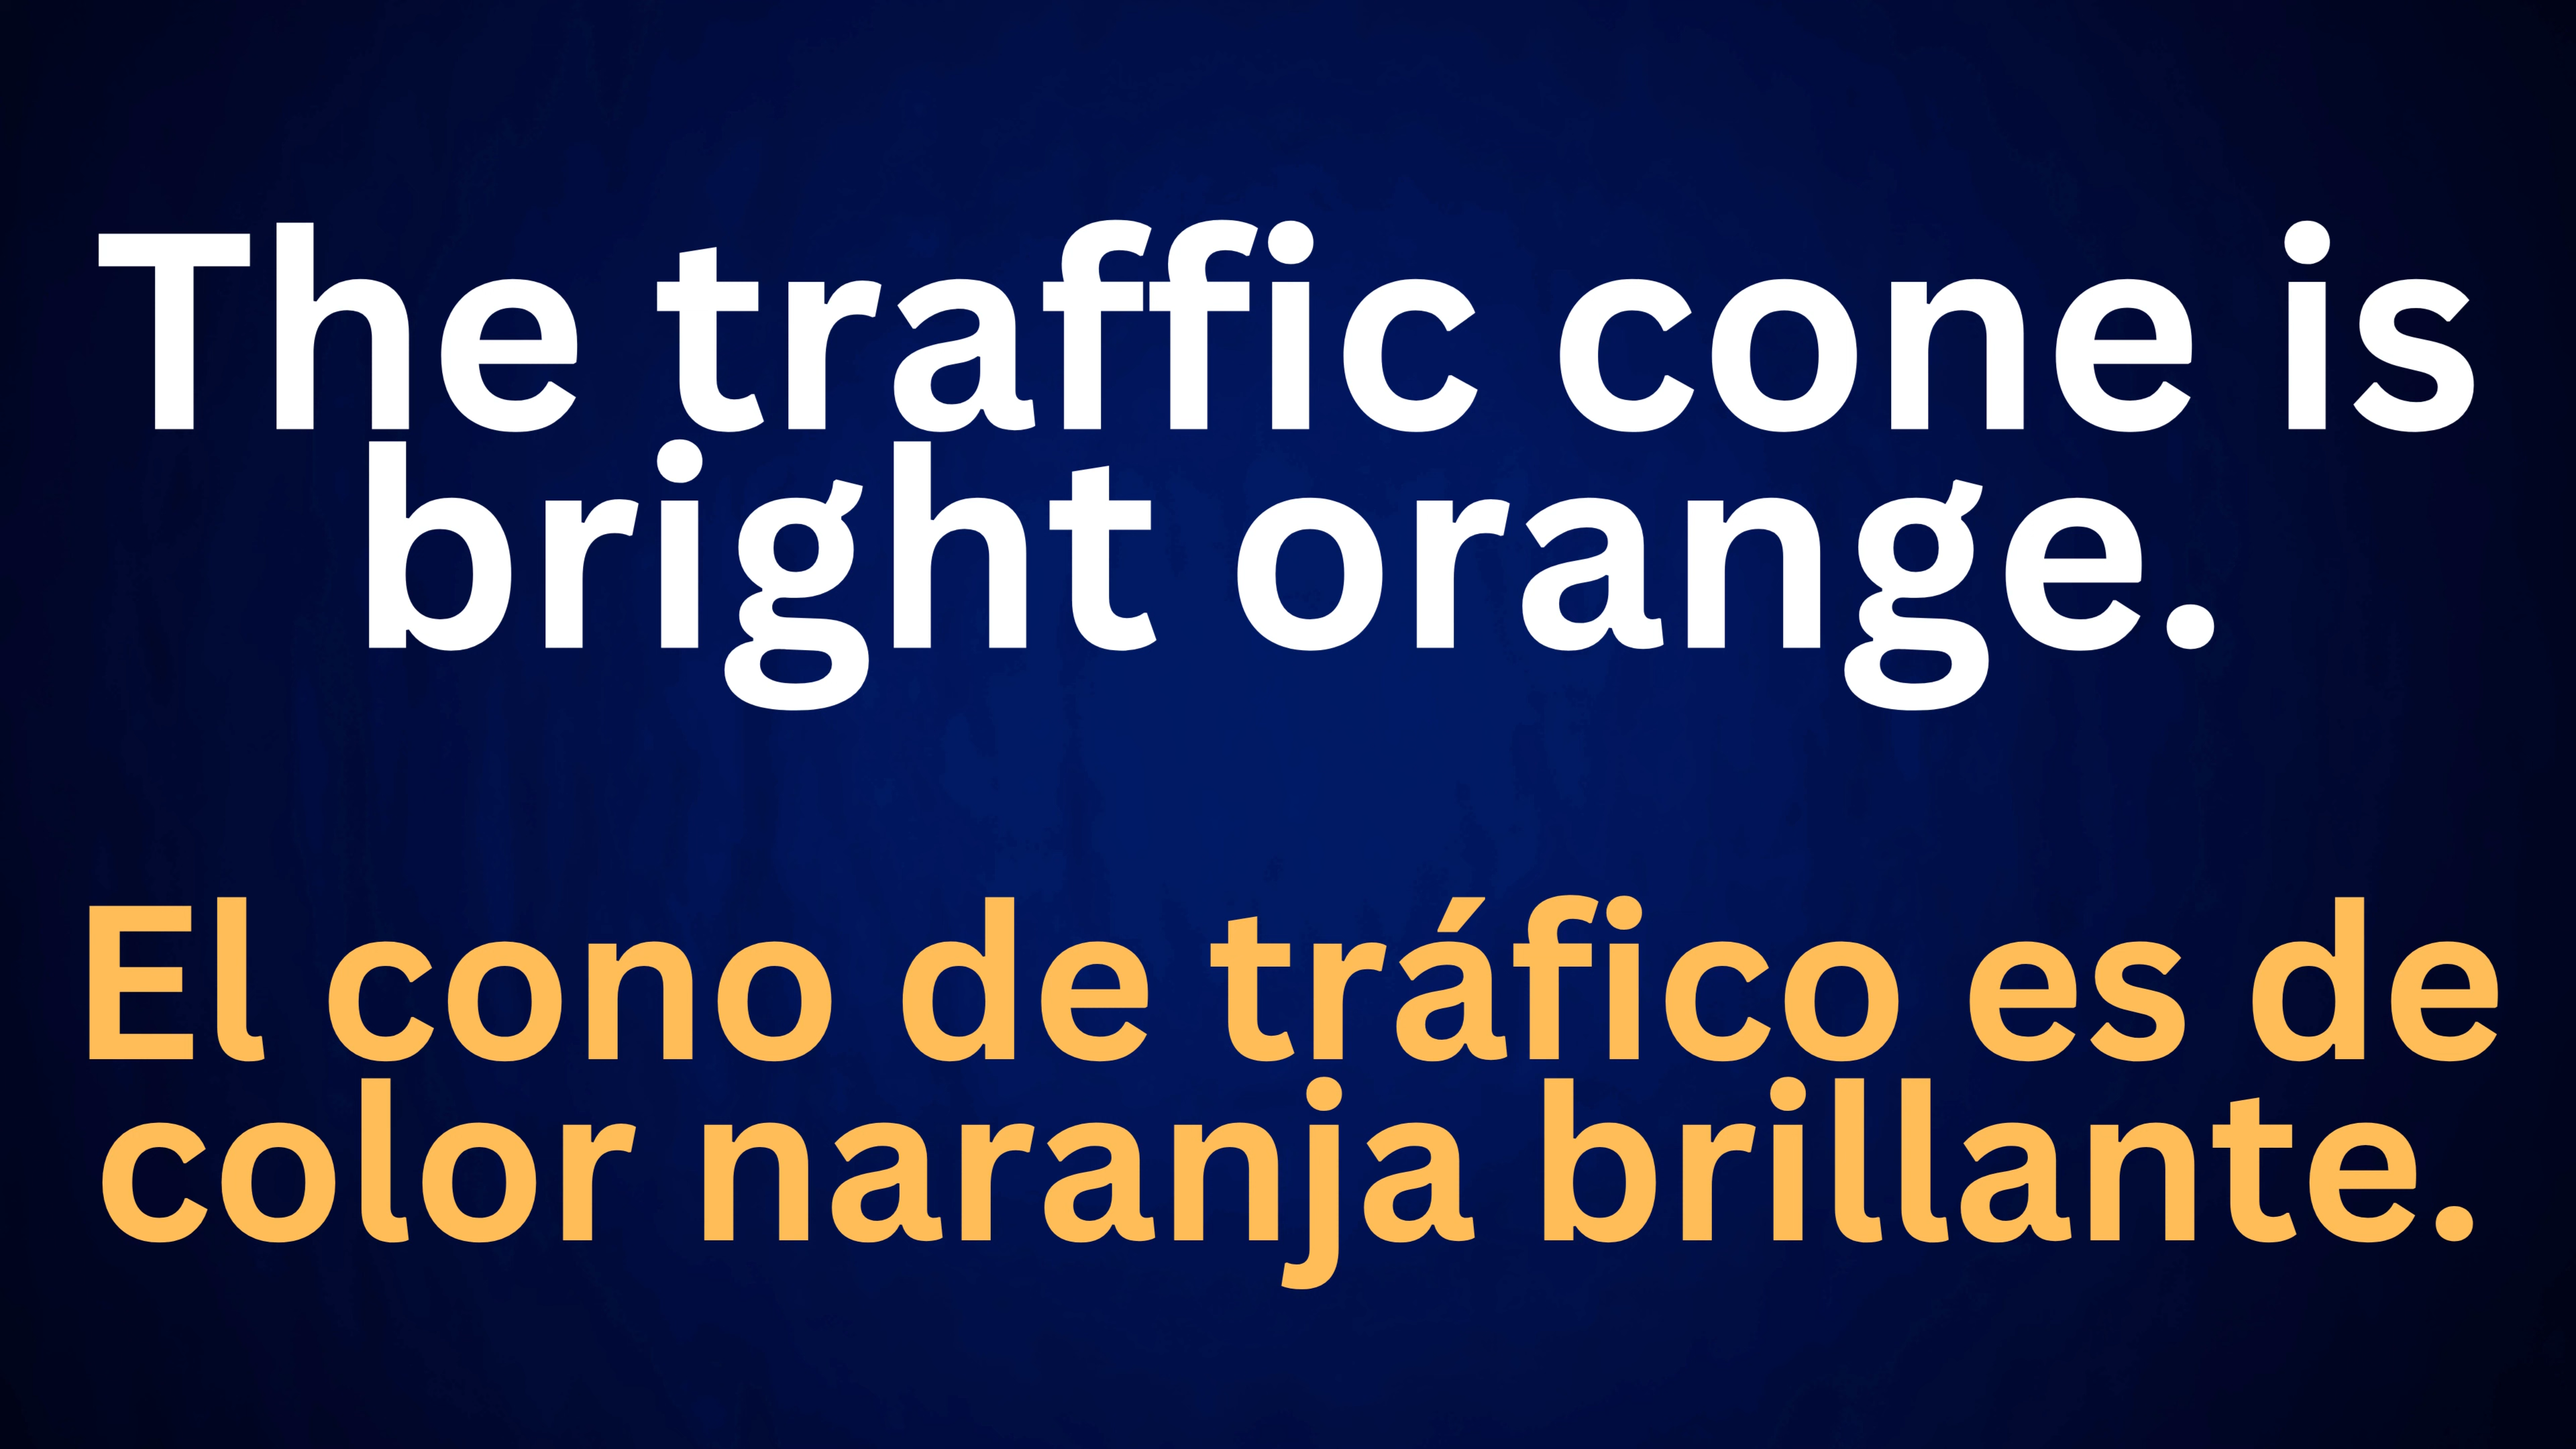 The traffic cone is
bright orange.
El cono de tráfico es de
color naranja brillante.